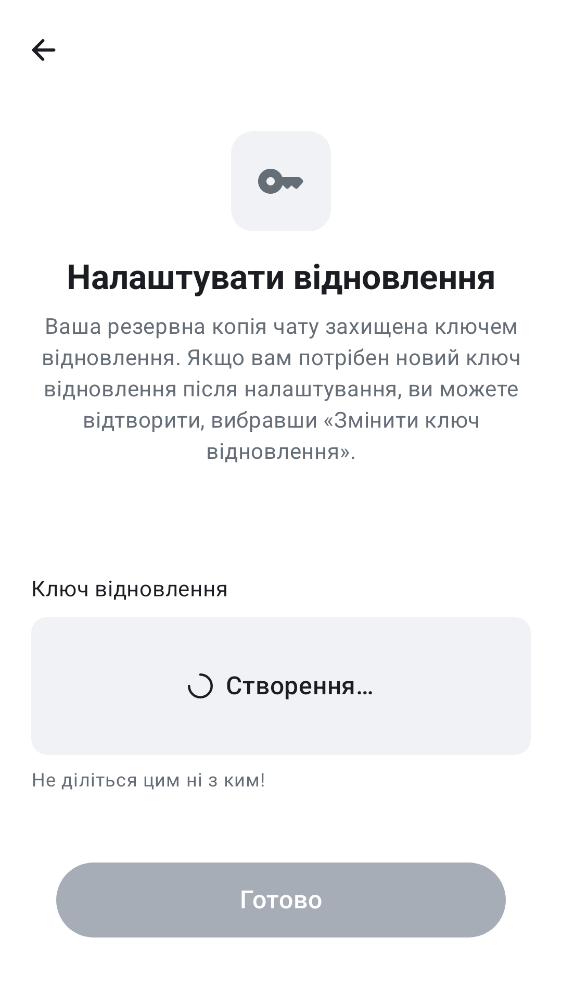 Налаштувати відновлення
Ваша резервна копія чату захищена ключем
відновлення. Якщо вам потрібен новий ключ
відновлення після налаштування, ви можете
відтворити, вибравши «Змінити ключ
відновлення».
Ключ відновлення
Створення…
Не діліться цим ні з ким!
Готово